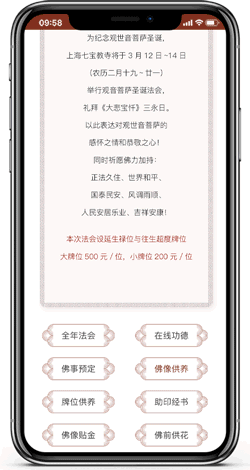 09:58
为纪念观世音菩萨圣诞,
上海七宝教寺将于 3 月 12 日 ~14 日
(农历二月十九 ~ 廿一)
举行观音菩萨圣诞法会,
礼拜《大悲宝忏》三永日。
以此表达对观世音菩萨的
感怀之情和恭敬之心!
同时祈愿佛力加持:
正法久住、世界和平、
国泰民安、风调雨顺、
人民安居乐业、吉祥安康!
本次法会设延生禄位与往生超度牌位
大牌位 500 元 / 位, 小牌位 200 元 / 位
全年法会
在线功德
佛事预定
佛像供养
牌位供养
助印经书
佛像贴金
佛前供花